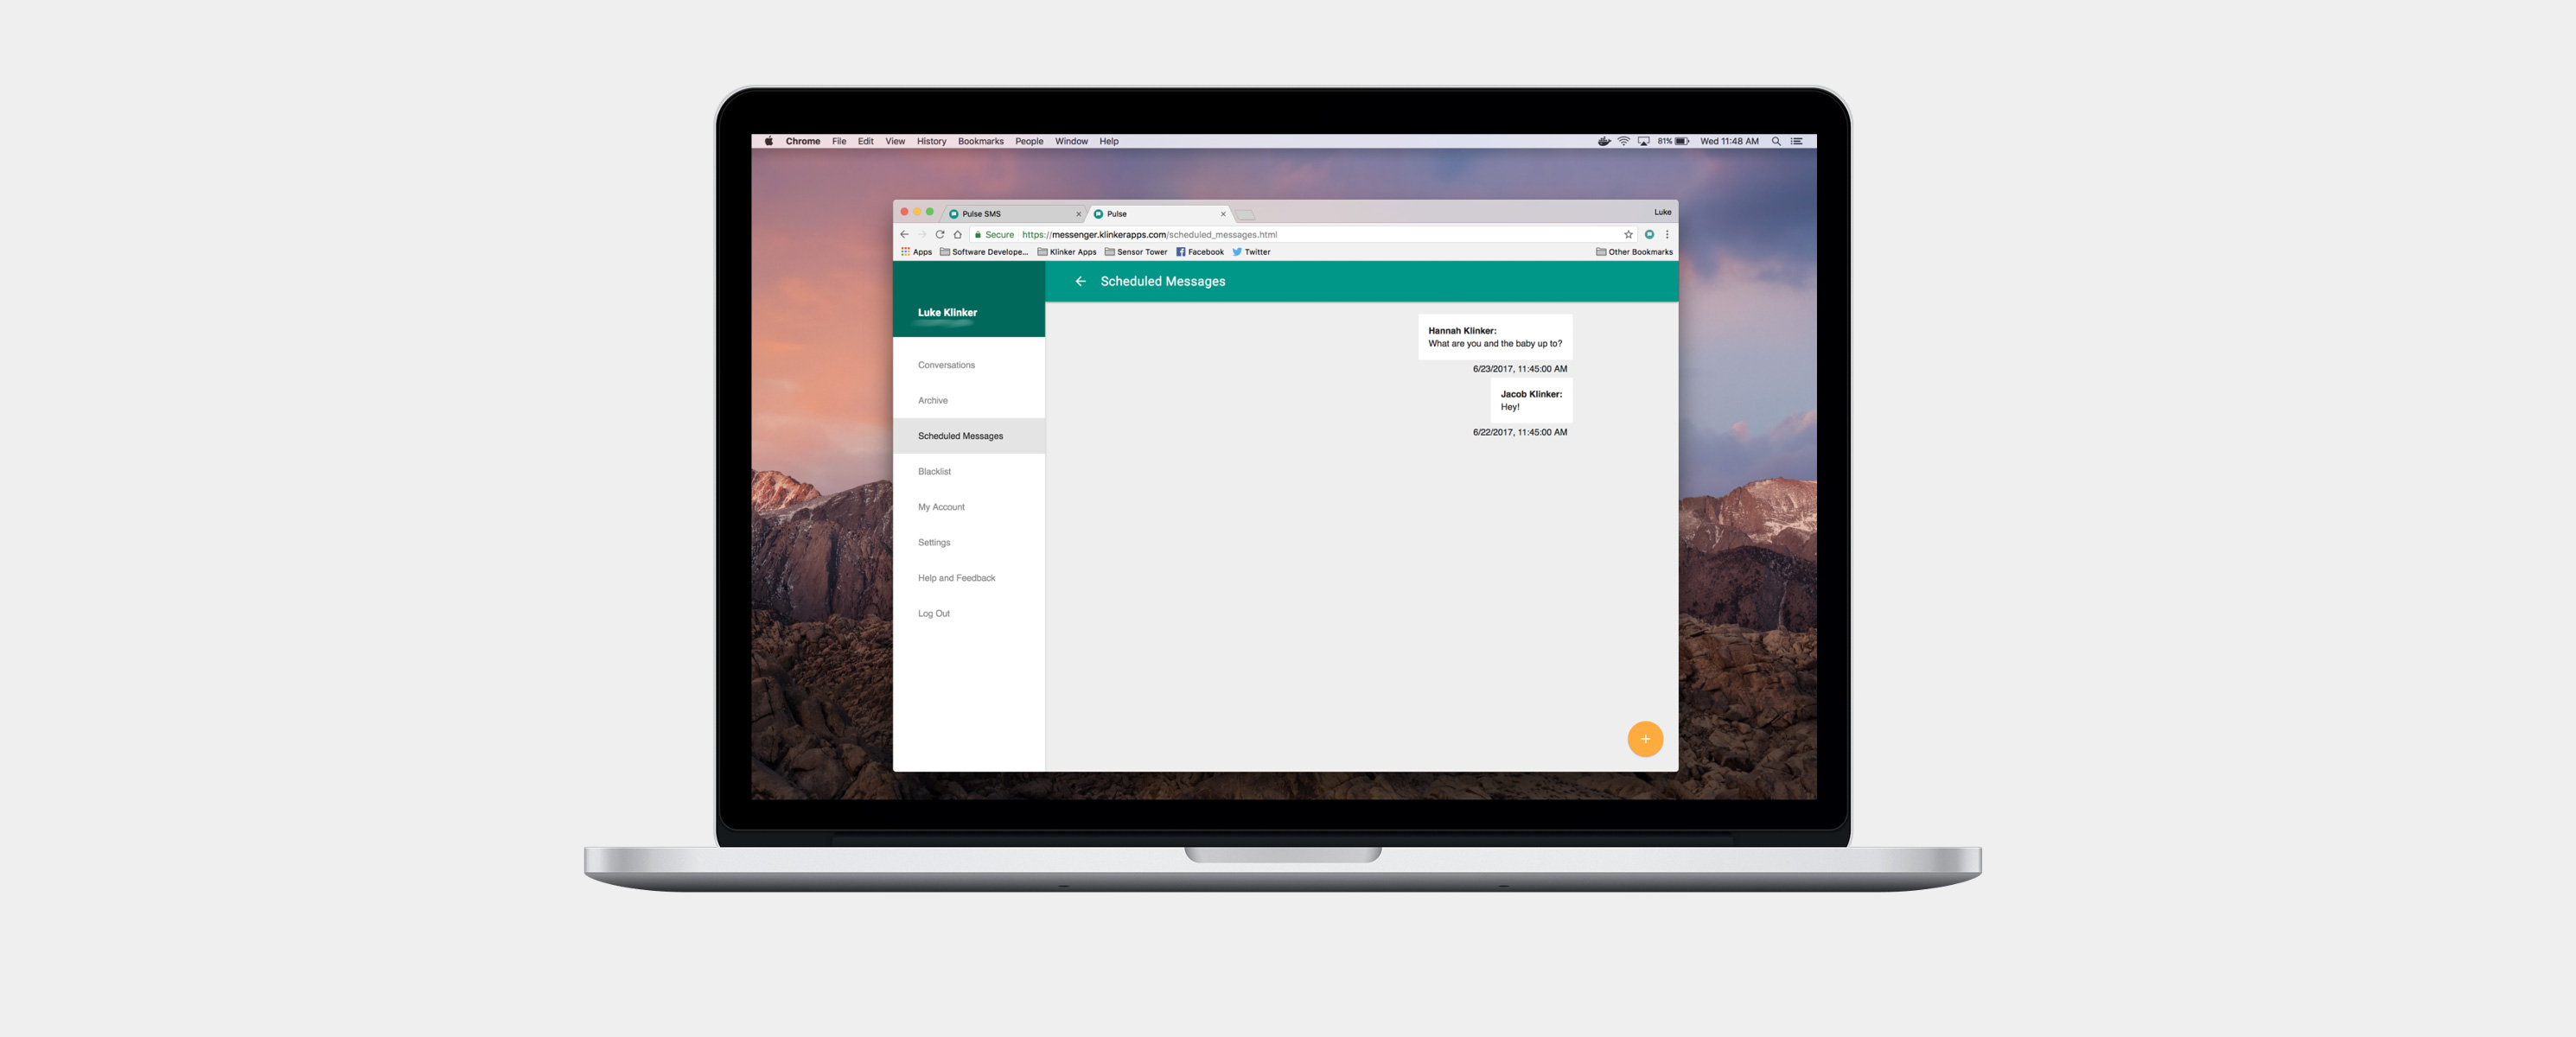 Chrome File Edit View History Bookmarks People Window Help 81% Wed 11:48 AM
Pulse SMS Pulse Luke
Secure https://messenger.klinkerapps.com/scheduled_messages.html
Apps Software Develope... Klinker Apps Sensor Tower Facebook Twitter Other Bookmarks
Scheduled Messages
Luke Klinker
Conversations
Archive
Scheduled Messages
Blacklist
My Account
Settings
Help and Feedback
Log Out
Hannah Klinker:
What are you and the baby up to?
6/23/2017, 11:45:00 AM
Jacob Klinker:
Hey!
6/22/2017, 11:45:00 AM
+